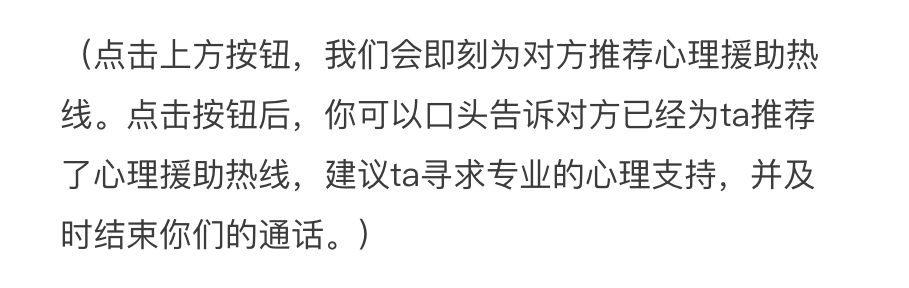 （点击上方按钮，我们会即刻为对方推荐心理援助热
线。点击按钮后，你可以口头告诉对方已经为ta推荐
了心理援助热线，建议ta寻求专业的心理支持，并及
时结束你们的通话。）